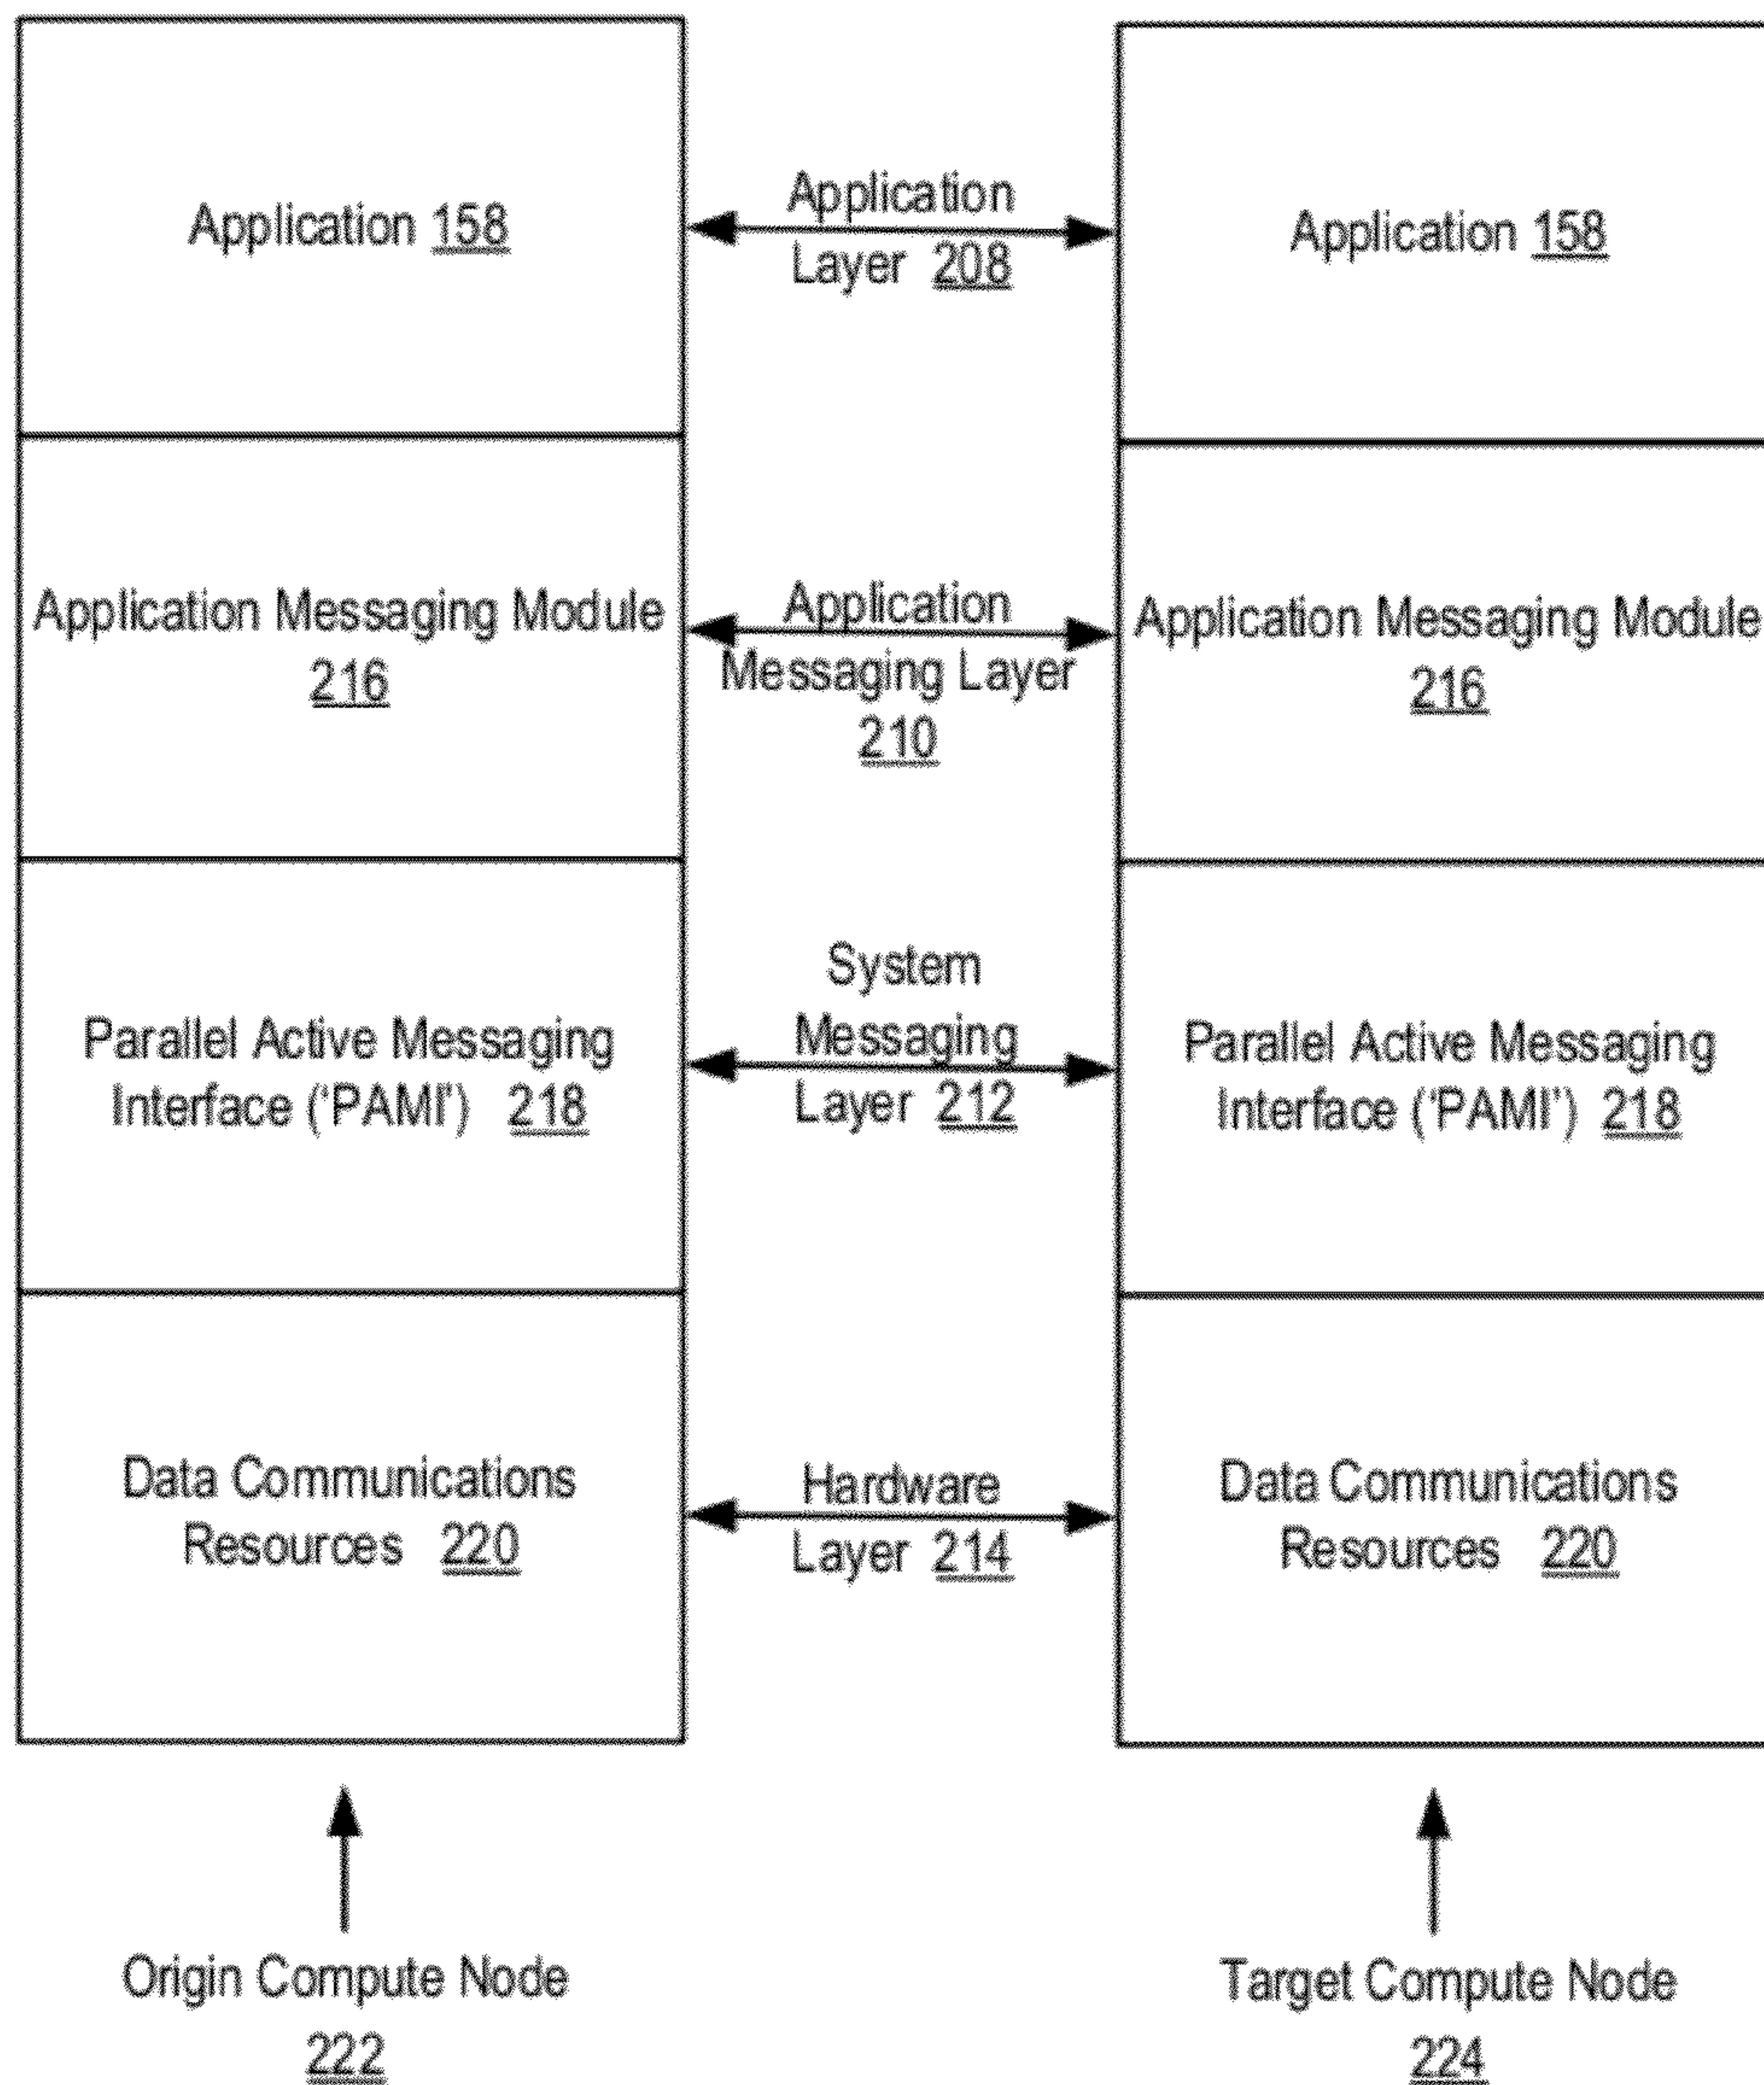 Application 158
Application
Layer 208
Application 158
Application Messaging Module
216
Application
Messaging Layer
210
Application Messaging Module
216
Parallel Active Messaging
Interface ('PAMI') 218
System
Messaging
Layer 212
Parallel Active Messaging
Interface ('PAMI') 218
Data Communications
Resources 220
Hardware
Layer 214
Data Communications
Resources 220
Origin Compute Node
222
Target Compute Node
224